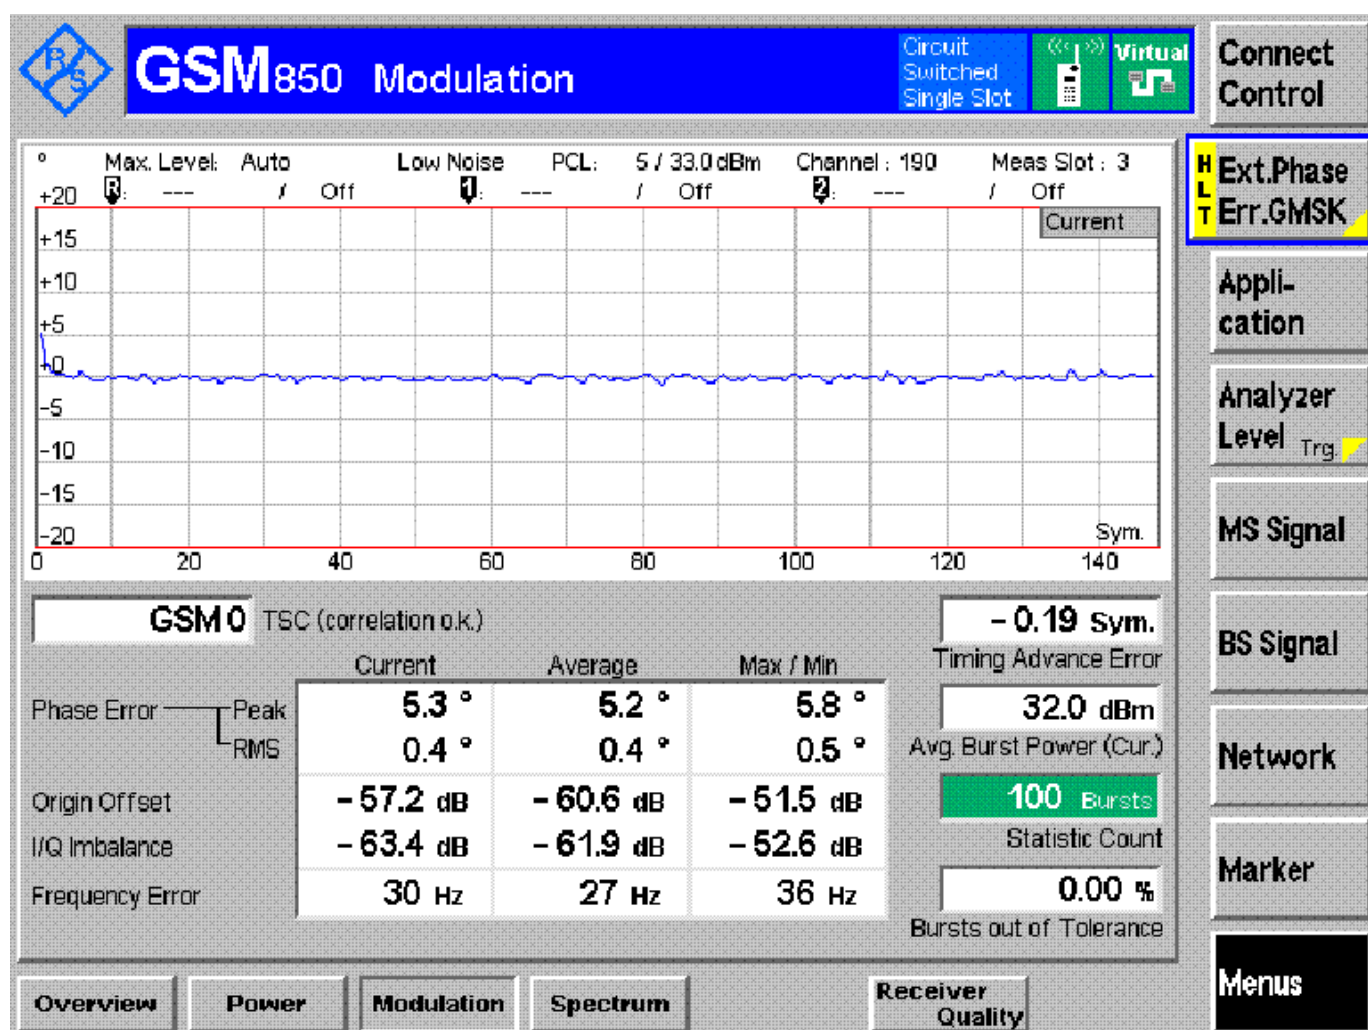 R&S
GSM850 Modulation
Circuit
Switched
Single Slot
Virtual
Connect
Control
° Max. Level: Auto Low Noise PCL: 5 / 33.0 dBm Channel : 190 Meas Slot : 3
R: --- / Off 1: --- / Off 2: --- / Off
HLT
Ext.Phase
Err.GMSK
Current
+20
+15
+10
+5
+0
-5
-10
-15
-20
Sym.
0 20 40 60 80 100 120 140
Appli-
cation
Analyzer
Level Trg.
MS Signal
BS Signal
Network
Marker
Menus
GSM 0 TSC (correlation o.k.)
Current Average Max / Min
Phase Error Peak 5.3 ° 5.2 ° 5.8 °
RMS 0.4 ° 0.4 ° 0.5 °
Origin Offset - 57.2 dB - 60.6 dB - 51.5 dB
I/Q Imbalance - 63.4 dB - 61.9 dB - 52.6 dB
Frequency Error 30 Hz 27 Hz 36 Hz
- 0.19 Sym.
Timing Advance Error
32.0 dBm
Avg. Burst Power (Cur.)
100 Bursts
Statistic Count
0.00 %
Bursts out of Tolerance
Overview Power Modulation Spectrum
Receiver
Quality